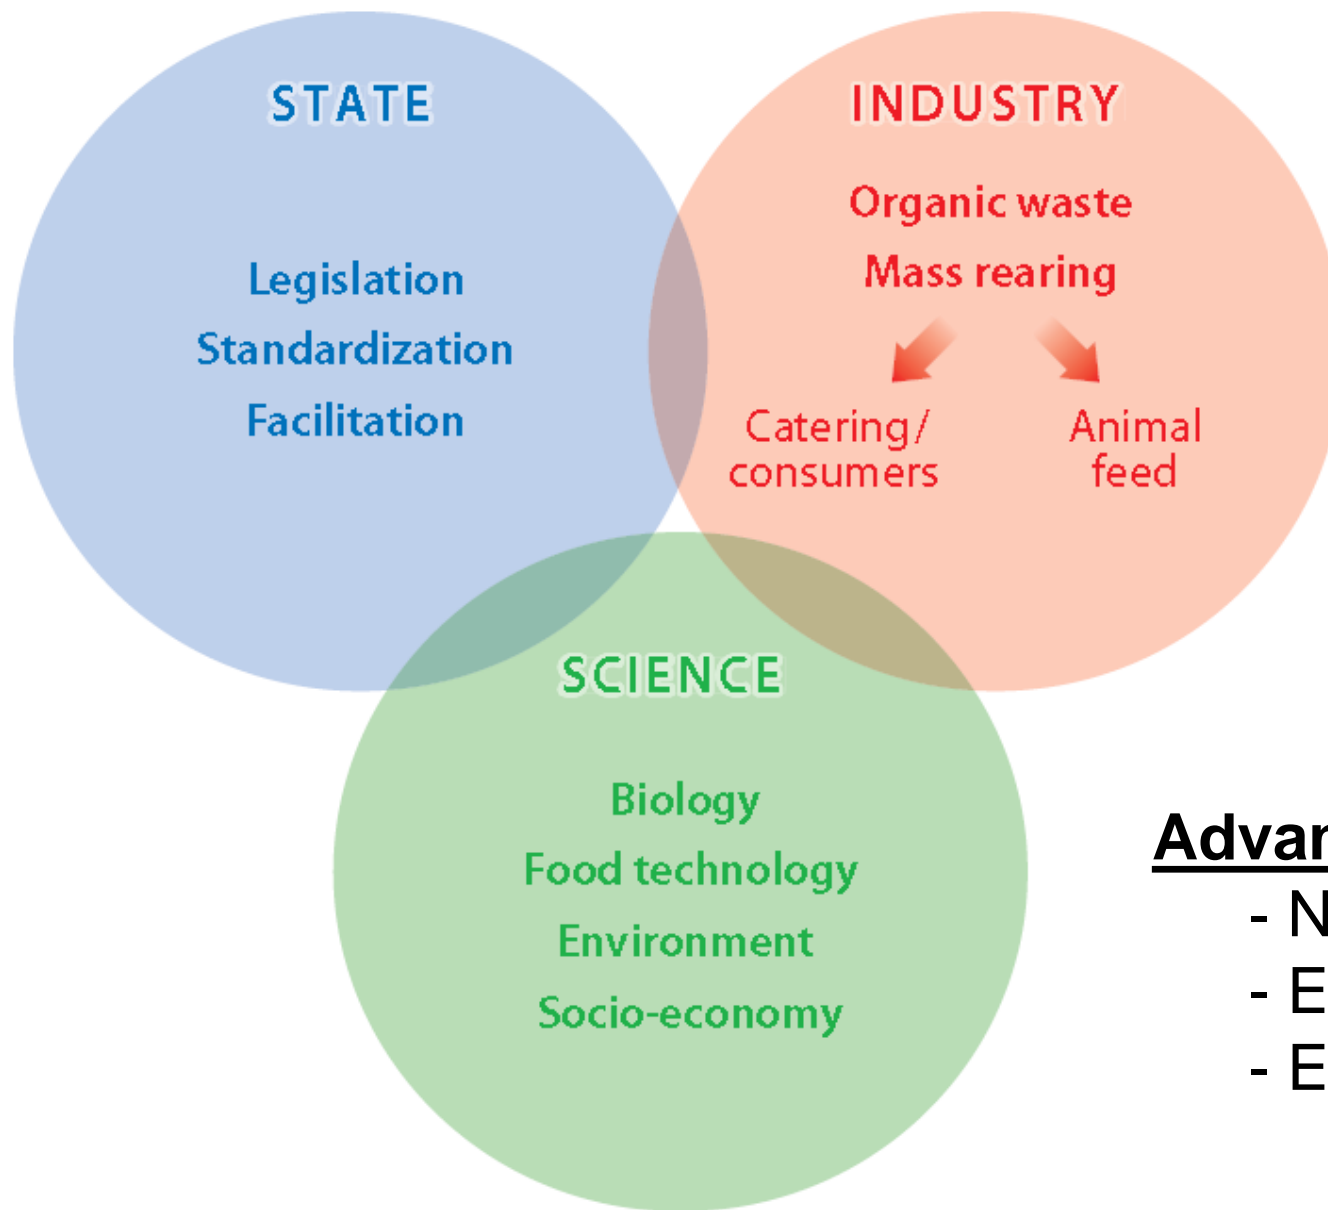 STATE
Legislation
Standardization
Facilitation
INDUSTRY
Organic waste
Mass rearing
Catering/
consumers
Animal
feed
SCIENCE
Biology
Food technology
Environment
Socio-economy
-
-
-